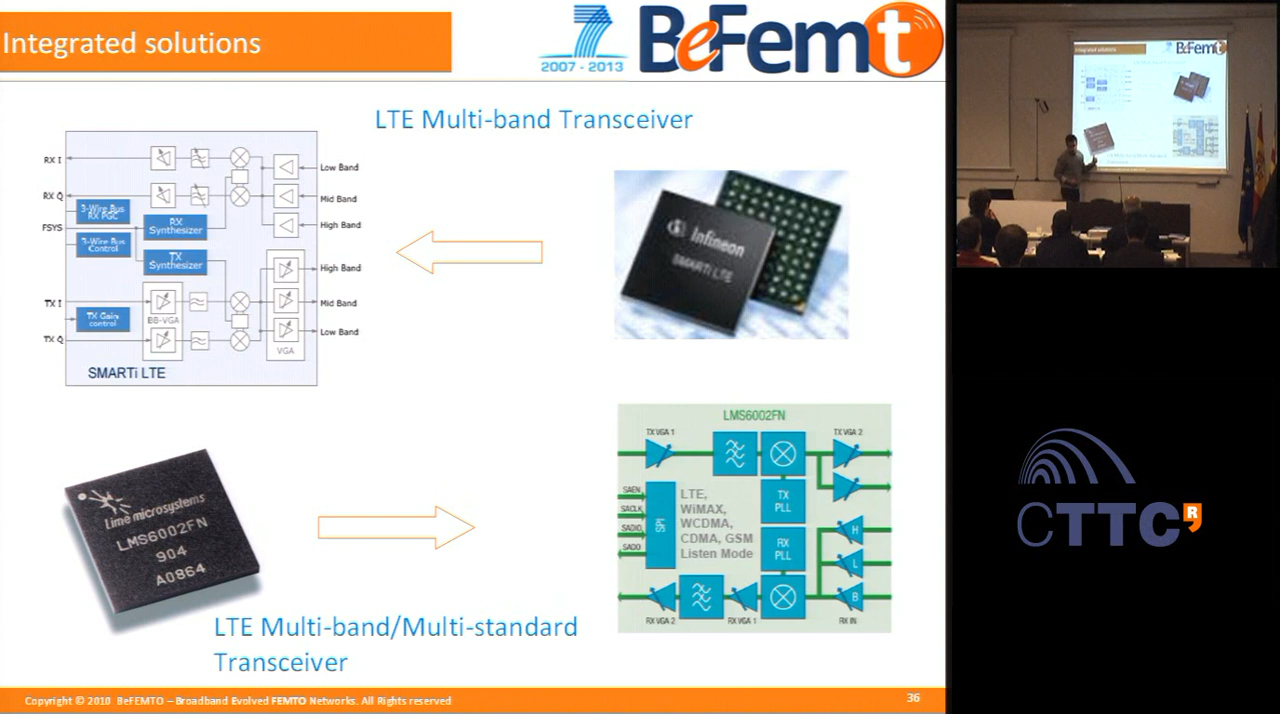 Integrated solutions
7
2007 - 2013
BeFemt
LTE Multi-band Transceiver
RX I
RX Q
3-Wire Bus
RX PGC
FSYS
3-Wire Bus
Control
RX
Synthesizer
TX
Synthesizer
TX I
TX Gain
control
TX Q
BB-VGA
VGA
Low Band
Mid Band
High Band
High Band
Mid Band
Low Band
SMARTi LTE
infineon
SMARTi LTE
Lime microsystems
LMS6002FN
904
A0864
LTE Multi-band/Multi-standard
Transceiver
LMS6002FN
TX VGA 1
TX VGA 2
SAEN
SACLK
SADIO
SADO
SPI
LTE,
WiMAX,
WCDMA,
CDMA, GSM
Listen Mode
TX
PLL
RX
PLL
H
L
B
RX VGA 2
RX VGA 1
RX IN
Copyright © 2010 BeFEMTO – Broadband Evolved FEMTO Networks. All Rights reserved
36
Integrated solutions
BeFemt
CTTC
R